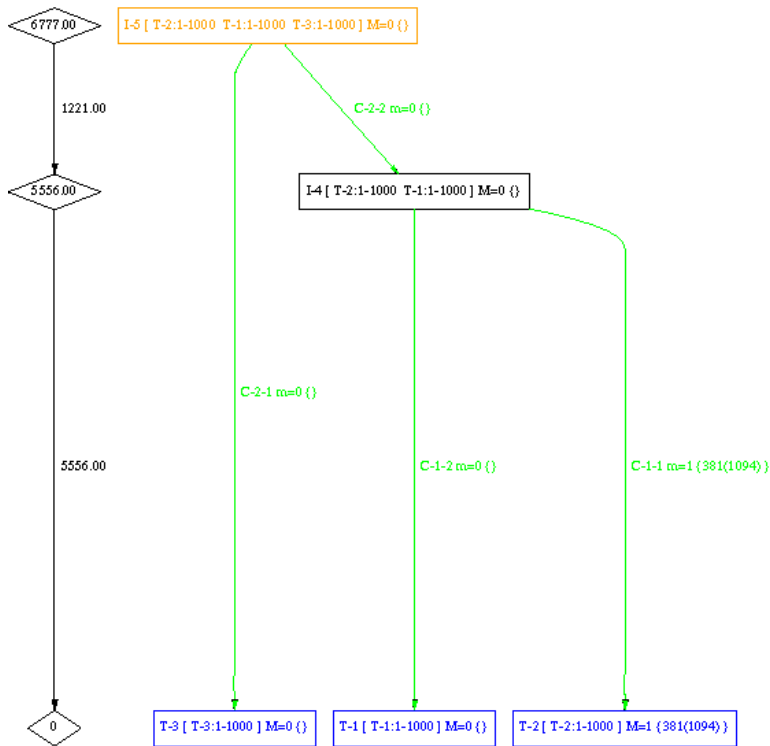 6777.00
I-5 [ T-2:1-1000 T-1:1-1000 T-3:1-1000 ] M=0 {}
1221.00
C-2-2 m=0 {}
5556.00
I-4 [ T-2:1-1000 T-1:1-1000 ] M=0 {}
C-2-1 m=0 {}
5556.00
C-1-2 m=0 {}
C-1-1 m=1 {381(1094) }
0
T-3 [ T-3:1-1000 ] M=0 {}
T-1 [ T-1:1-1000 ] M=0 {}
T-2 [ T-2:1-1000 ] M=1 {381(1094) }